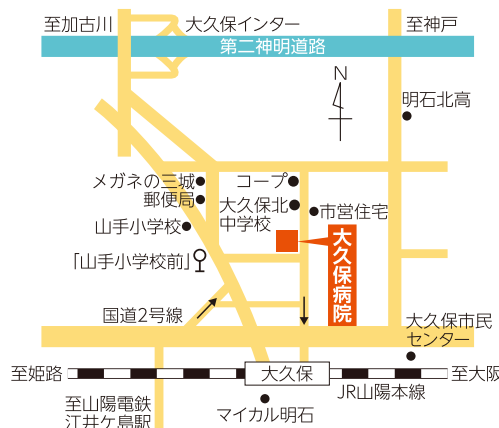 至加古川
大久保インター
至神戸
第二神明道路
N
明石北高
メガネの三城
郵便局
コープ
大久保北
中学校
市営住宅
山手小学校
大久保病院
「山手小学校前」
国道2号線
大久保市民
センター
至姫路
大久保
至大阪
JR山陽本線
至山陽電鉄
江井ケ島駅
マイカル明石